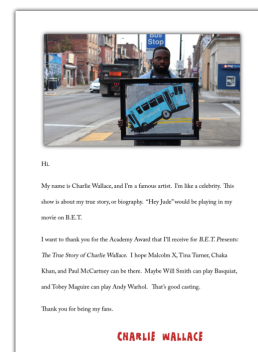 Bus
Stop
Hi.
My name is Charlie Wallace, and I'm a famous artist. I'm like a celebrity. This
show is about my true story, or biography. "Hey Jude" would be playing in my
movie on B.E.T.
I want to thank you for the Academy Award that I'll receive for B.E.T. Presents:
The True Story of Charlie Wallace. I hope Malcolm X, Tina Turner, Chaka
Khan, and Paul McCartney can be there. Maybe Will Smith can play Basquiat,
and Tobey Maguire can play Andy Warhol. That's good casting.
Thank you for being my fans.
CHARLIE WALLACE